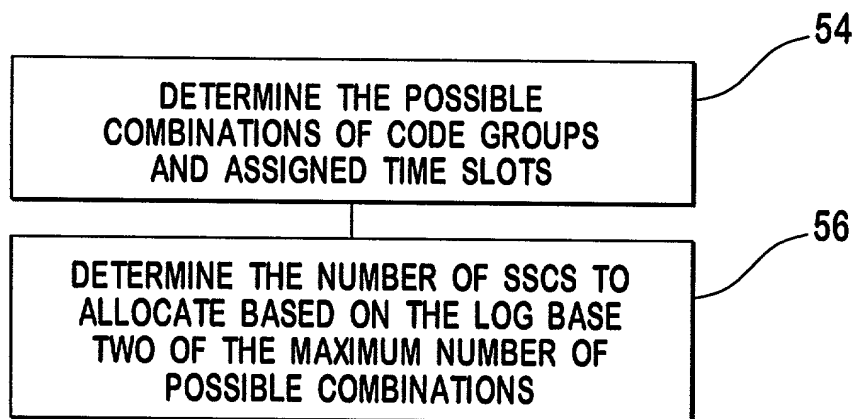 54
DETERMINE THE POSSIBLE
COMBINATIONS OF CODE GROUPS
AND ASSIGNED TIME SLOTS
56
DETERMINE THE NUMBER OF SSCS TO
ALLOCATE BASED ON THE LOG BASE
TWO OF THE MAXIMUM NUMBER OF
POSSIBLE COMBINATIONS